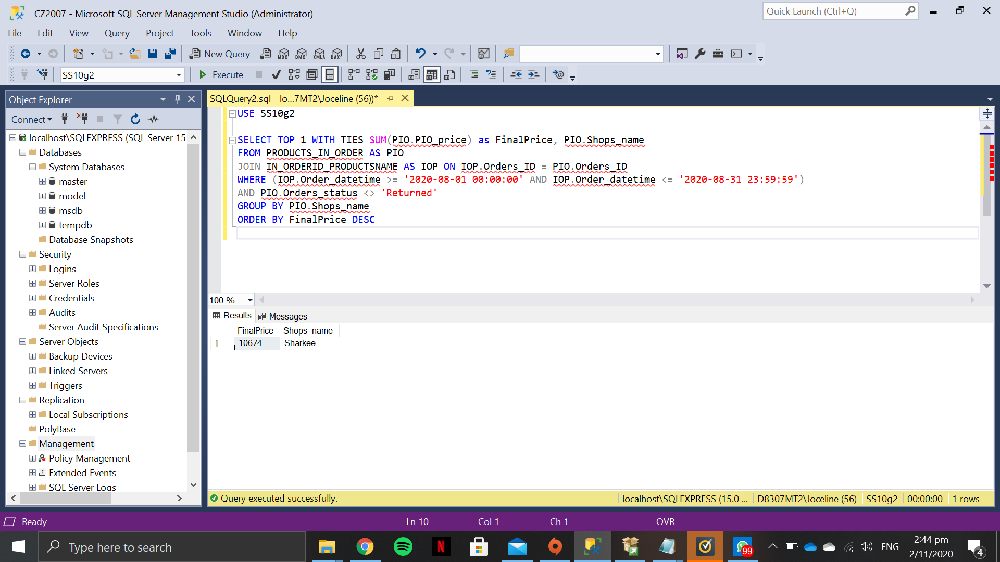 CZ2007 - Microsoft SQL Server Management Studio (Administrator)
Quick Launch (Ctrl+Q)
File Edit View Query Project Tools Window Help
New Query MDX DMX XMLA DAX
SS10g2 Execute
Object Explorer
SQLQuery2.sql - lo...7MT2\Joceline (56))*
Connect
localhost\SQLEXPRESS (SQL Server 15
Databases
System Databases
master
model
msdb
tempdb
Database Snapshots
Security
Logins
Server Roles
Credentials
Audits
Server Audit Specifications
Server Objects
Backup Devices
Linked Servers
Triggers
Replication
Local Subscriptions
PolyBase
Management
Policy Management
Extended Events
SQL Server Logs
USE SS10g2
SELECT TOP 1 WITH TIES SUM(PIO.PIO_price) as FinalPrice, PIO.Shops_name
FROM PRODUCTS_IN_ORDER AS PIO
JOIN IN_ORDERID_PRODUCTSNAME AS IOP ON IOP.Orders_ID = PIO.Orders_ID
WHERE (IOP.Order_datetime >= '2020-08-01 00:00:00' AND IOP.Order_datetime <= '2020-08-31 23:59:59')
AND PIO.Orders_status <> 'Returned'
GROUP BY PIO.Shops_name
ORDER BY FinalPrice DESC
100 %
Results Messages
FinalPrice Shops_name
1 10674 Sharkee
Query executed successfully.
localhost\SQLEXPRESS (15.0 ... D8307MT2\Joceline (56) SS10g2 00:00:00 1 rows
Ready Ln 10 Col 1 Ch 1 OVR
Type here to search
N
99
ENG
2:44 pm
2/11/2020
4